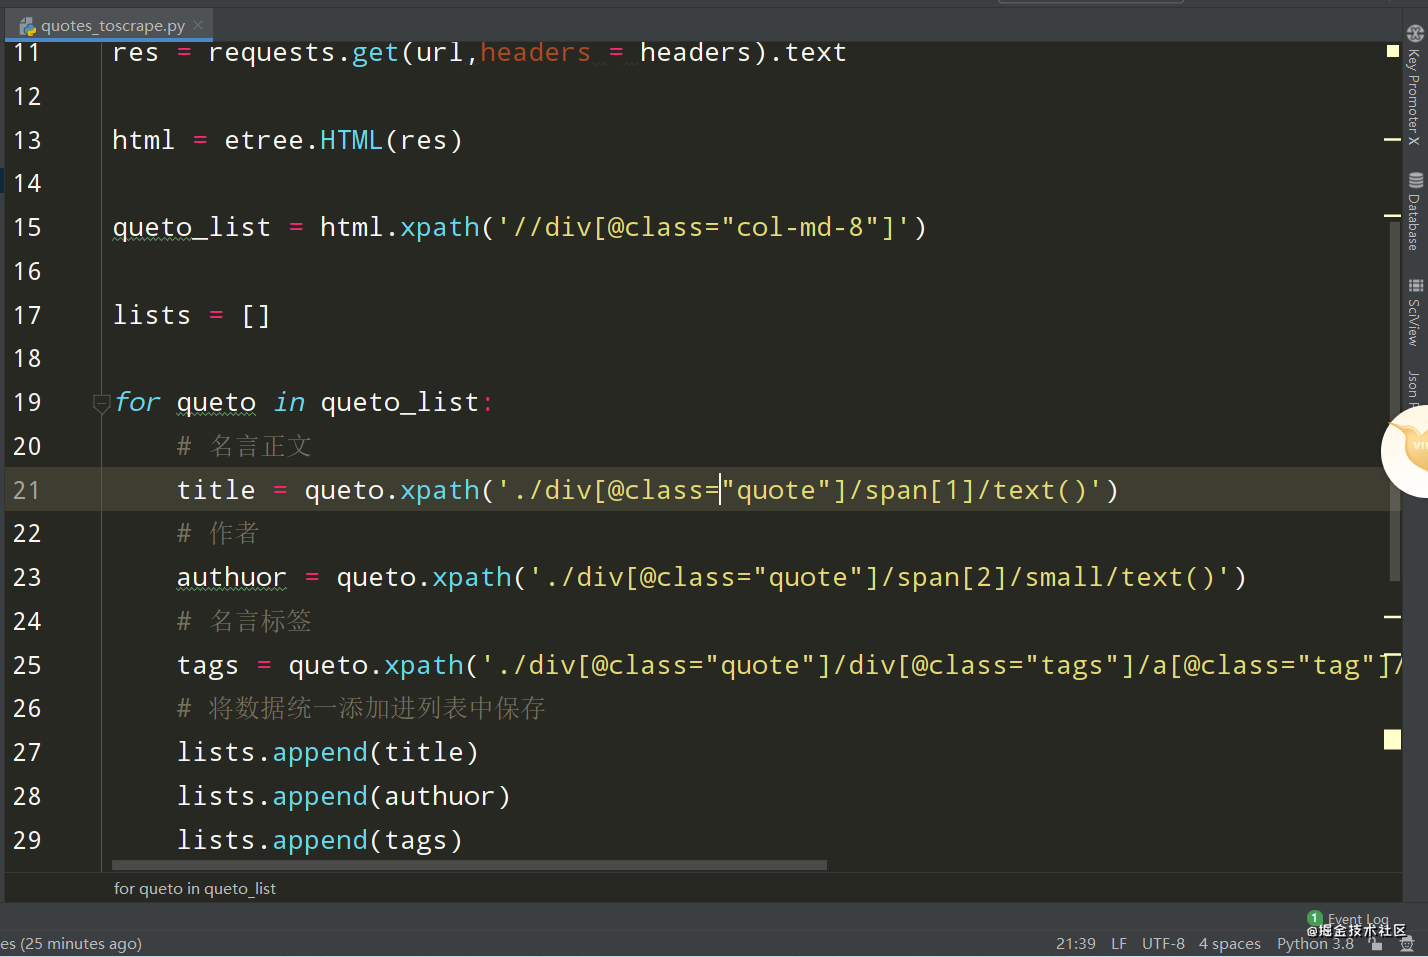 quotes_toscrape.py
11 res = requests.get(url,headers = headers).text
12
13 html = etree.HTML(res)
14
15 queto_list = html.xpath('//div[@class="col-md-8"]')
16
17 lists = []
18
19 for queto in queto_list:
20 # 名言正文
21 title = queto.xpath('./div[@class="quote"]/span[1]/text()')
22 # 作者
23 authuor = queto.xpath('./div[@class="quote"]/span[2]/small/text()')
24 # 名言标签
25 tags = queto.xpath('./div[@class="quote"]/div[@class="tags"]/a[@class="tag"]/
26 # 将数据统一添加进列表中保存
27 lists.append(title)
28 lists.append(authuor)
29 lists.append(tags)
for queto in queto_list
Key Promoter X
Database
SciView
Json
VI
1 Event Log
@掘金技术社区
es (25 minutes ago)
21:39 LF UTF-8 4 spaces Python 3.8